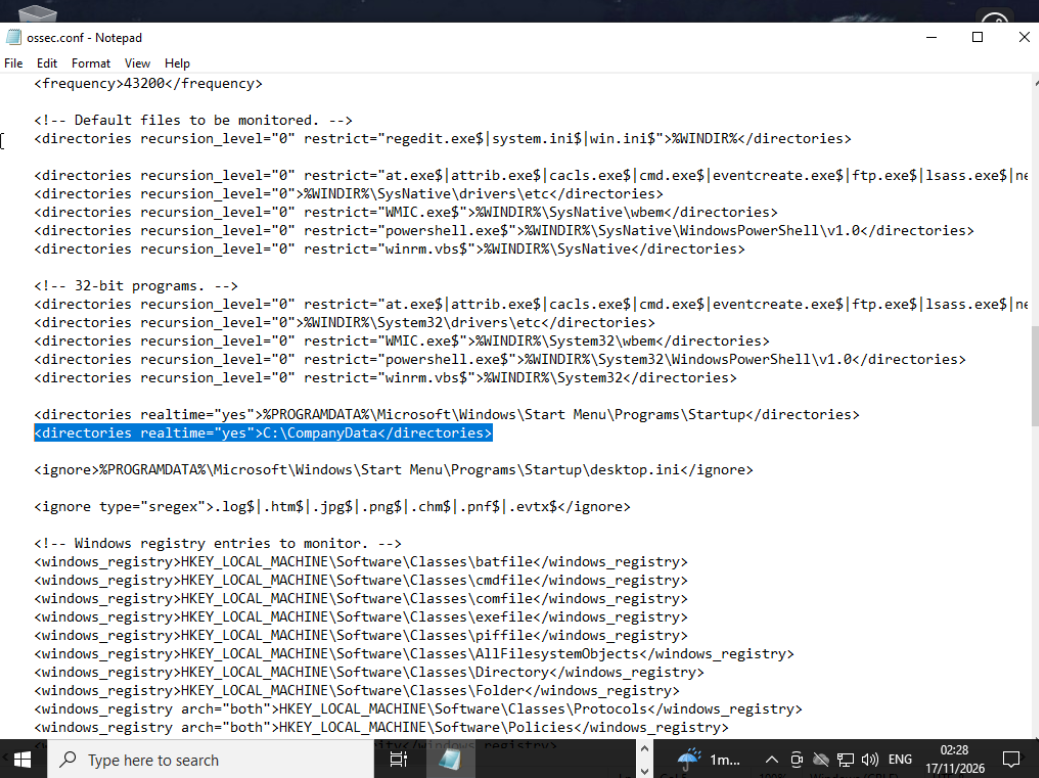 ossec.conf - Notepad
File Edit Format View Help
<frequency>43200</frequency>
<!-- Default files to be monitored. -->
<directories recursion_level="0" restrict="regedit.exe$|system.ini$|win.ini$">%WINDIR%</directories>
<directories recursion_level="0" restrict="at.exe$|attrib.exe$|cacls.exe$|cmd.exe$|eventcreate.exe$|ftp.exe$|lsass.exe$|ne
<directories recursion_level="0">%WINDIR%\SysNative\drivers\etc</directories>
<directories recursion_level="0" restrict="WMIC.exe$">%WINDIR%\SysNative\wbem</directories>
<directories recursion_level="0" restrict="powershell.exe$">%WINDIR%\SysNative\WindowsPowerShell\v1.0</directories>
<directories recursion_level="0" restrict="winrm.vbs$">%WINDIR%\SysNative</directories>
<!-- 32-bit programs. -->
<directories recursion_level="0" restrict="at.exe$|attrib.exe$|cacls.exe$|cmd.exe$|eventcreate.exe$|ftp.exe$|lsass.exe$|ne
<directories recursion_level="0">%WINDIR%\System32\drivers\etc</directories>
<directories recursion_level="0" restrict="WMIC.exe$">%WINDIR%\System32\wbem</directories>
<directories recursion_level="0" restrict="powershell.exe$">%WINDIR%\System32\WindowsPowerShell\v1.0</directories>
<directories recursion_level="0" restrict="winrm.vbs$">%WINDIR%\System32</directories>
<directories realtime="yes">%PROGRAMDATA%\Microsoft\Windows\Start Menu\Programs\Startup</directories>
<directories realtime="yes">C:\CompanyData</directories>
<ignore>%PROGRAMDATA%\Microsoft\Windows\Start Menu\Programs\Startup\desktop.ini</ignore>
<ignore type="sregex">.log$|.htm$|.jpg$|.png$|.chm$|.pnf$|.evtx$</ignore>
<!-- Windows registry entries to monitor. -->
<windows_registry>HKEY_LOCAL_MACHINE\Software\Classes\batfile</windows_registry>
<windows_registry>HKEY_LOCAL_MACHINE\Software\Classes\cmdfile</windows_registry>
<windows_registry>HKEY_LOCAL_MACHINE\Software\Classes\comfile</windows_registry>
<windows_registry>HKEY_LOCAL_MACHINE\Software\Classes\exefile</windows_registry>
<windows_registry>HKEY_LOCAL_MACHINE\Software\Classes\piffile</windows_registry>
<windows_registry>HKEY_LOCAL_MACHINE\Software\Classes\AllFilesystemObjects</windows_registry>
<windows_registry>HKEY_LOCAL_MACHINE\Software\Classes\Directory</windows_registry>
<windows_registry>HKEY_LOCAL_MACHINE\Software\Classes\Folder</windows_registry>
<windows_registry arch="both">HKEY_LOCAL_MACHINE\Software\Classes\Protocols</windows_registry>
<windows_registry arch="both">HKEY_LOCAL_MACHINE\Software\Policies</windows_registry>
Type here to search
1m...
ENG
02:28
17/11/2026